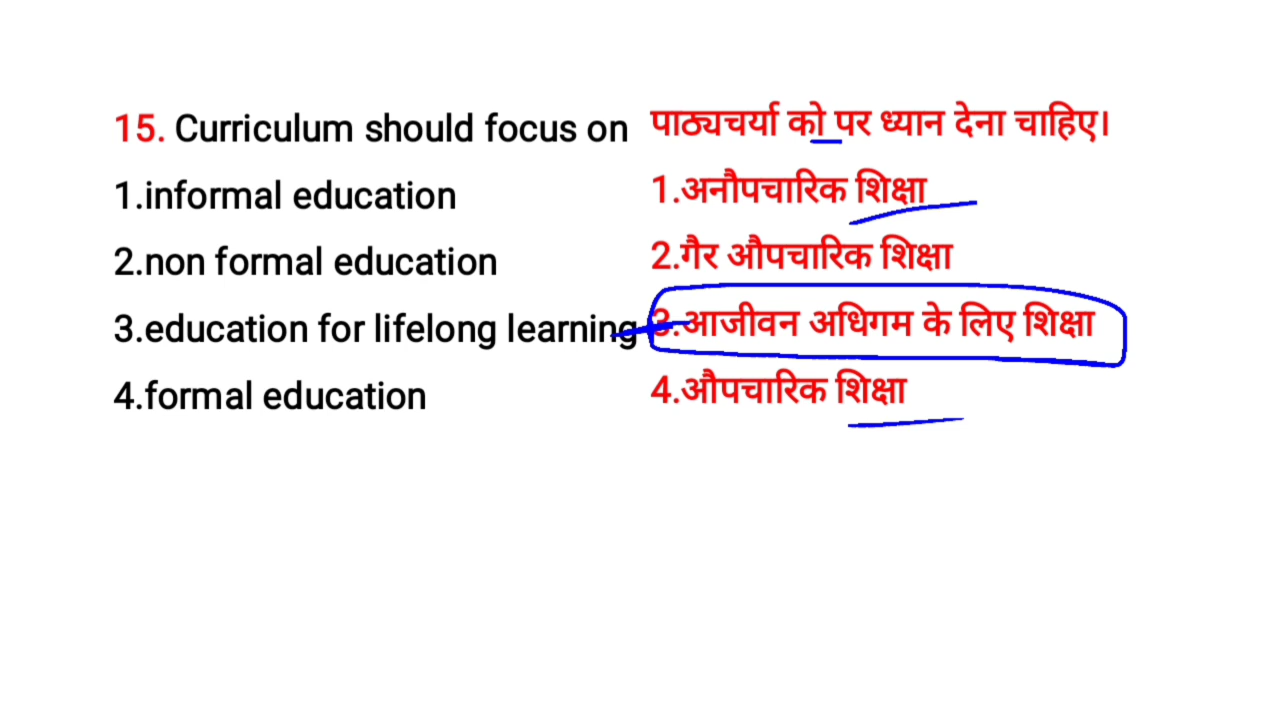 15. Curriculum should focus on
1.informal education
2.non formal education
3.education for lifelong learning
4.formal education
पाठ्यचर्या को पर ध्यान देना चाहिए।
1.अनौपचारिक शिक्षा
2.गैर औपचारिक शिक्षा
3.आजीवन अधिगम के लिए शिक्षा
4.औपचारिक शिक्षा